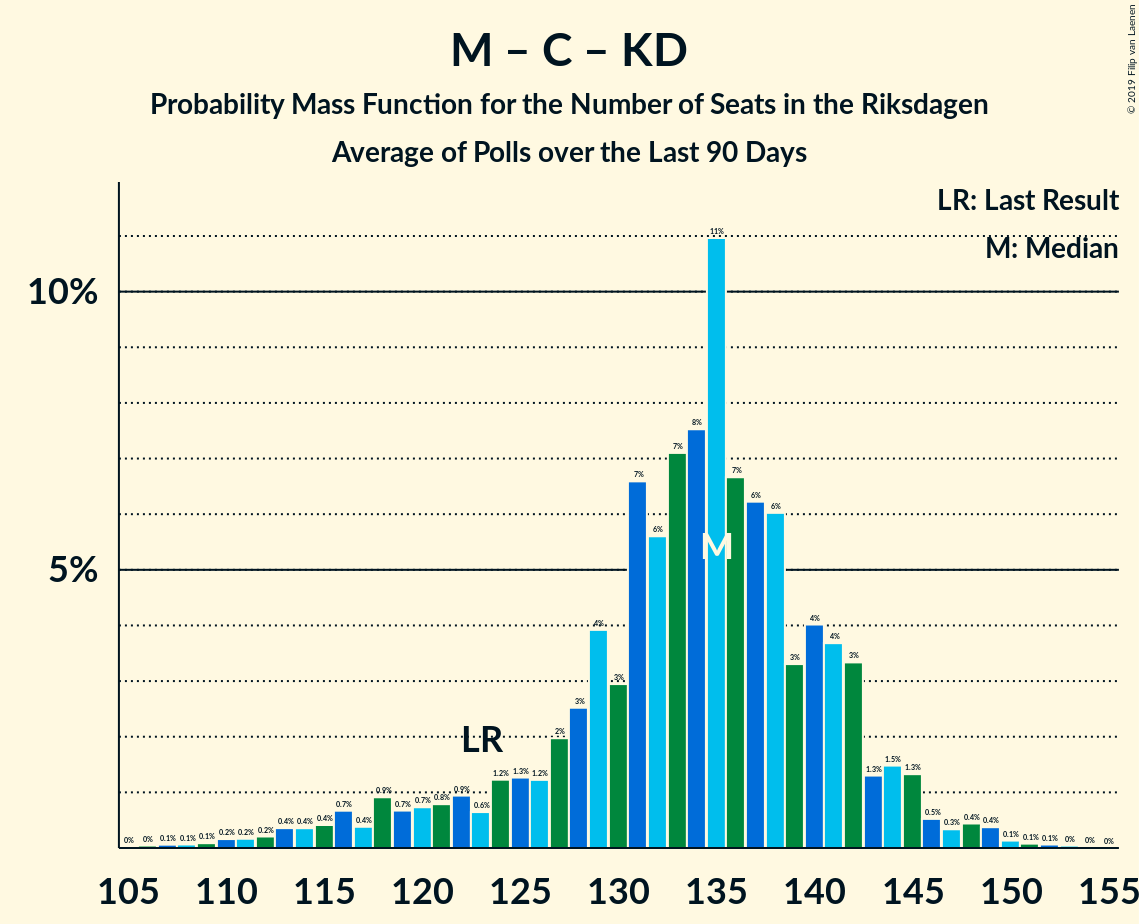 M – C – KD
Probability Mass Function for the Number of Seats in the Riksdagen
Average of Polls over the Last 90 Days
© 2019 Filip van Laenen
LR: Last Result
M: Median
10%
5%
LR
M
0% 0% 0.1% 0.1% 0.1% 0.2% 0.2% 0.2% 0.4% 0.4% 0.4% 0.7% 0.4% 0.9% 0.7% 0.7% 0.8% 0.9% 0.6% 1.2% 1.3% 1.2% 2% 3% 4% 3% 7% 6% 7% 8% 11% 7% 6% 6% 3% 4% 4% 3% 1.3% 1.5% 1.3% 0.5% 0.3% 0.4% 0.4% 0.1% 0.1% 0.1% 0% 0% 0%
105 110 115 120 125 130 135 140 145 150 155